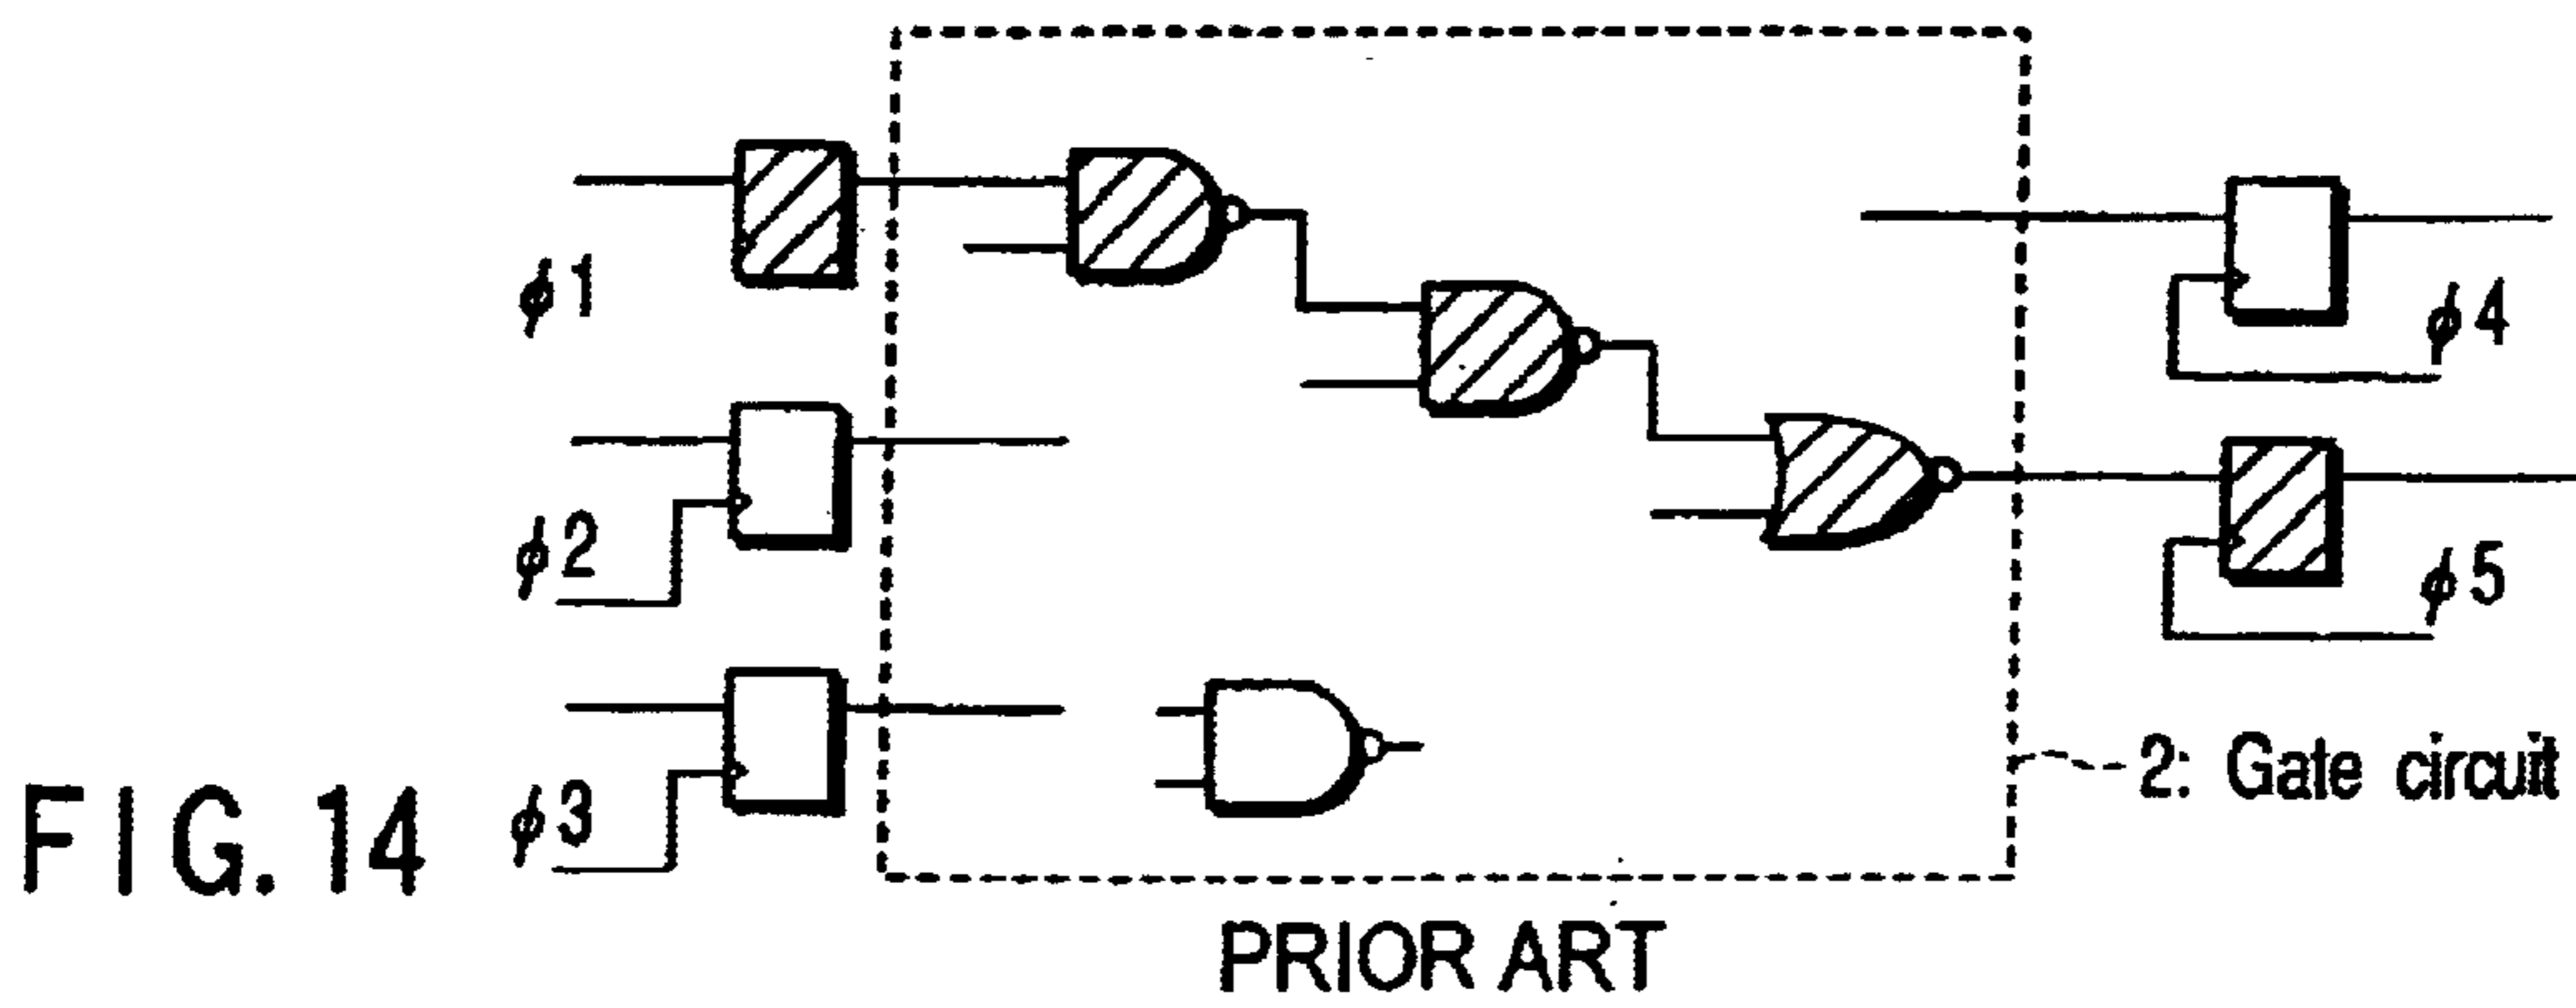 φ1
φ4
φ2
φ5
φ3
2: Gate circuit
FIG. 14
PRIOR ART